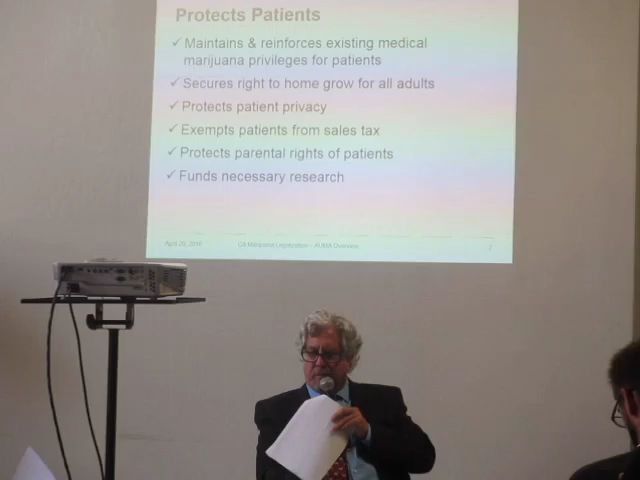 Protects Patients
✓ Maintains & reinforces existing medical
marijuana privileges for patients
✓ Secures right to home grow for all adults
✓ Protects patient privacy
✓ Exempts patients from sales tax
✓ Protects parental rights of patients
✓ Funds necessary research
April 20, 2016 CA Marijuana Legalization – AUMA Overview 2